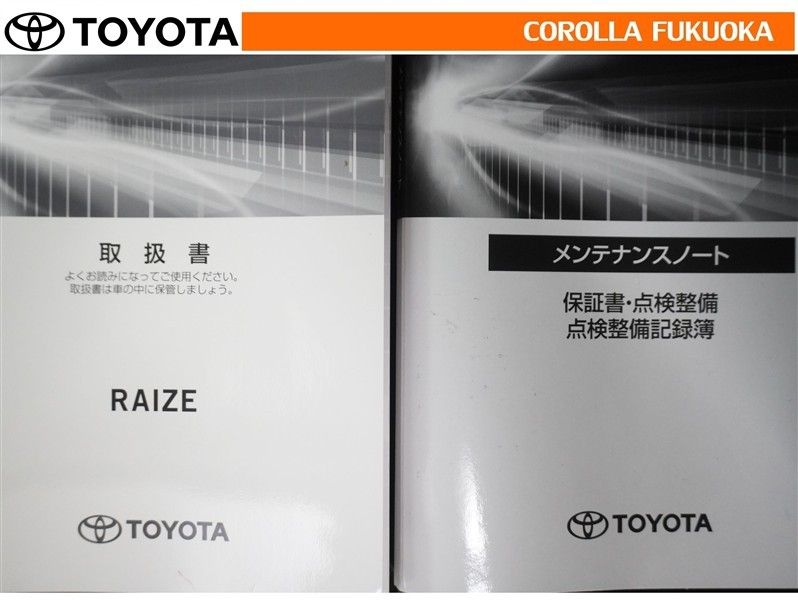 TOYOTA
COROLLA FUKUOKA
取扱書
よくお読みになってご使用ください。
取扱書は車の中に保管しましょう。
RAIZE
TOYOTA
メンテナンスノート
保証書・点検整備
点検整備記録簿
TOYOTA